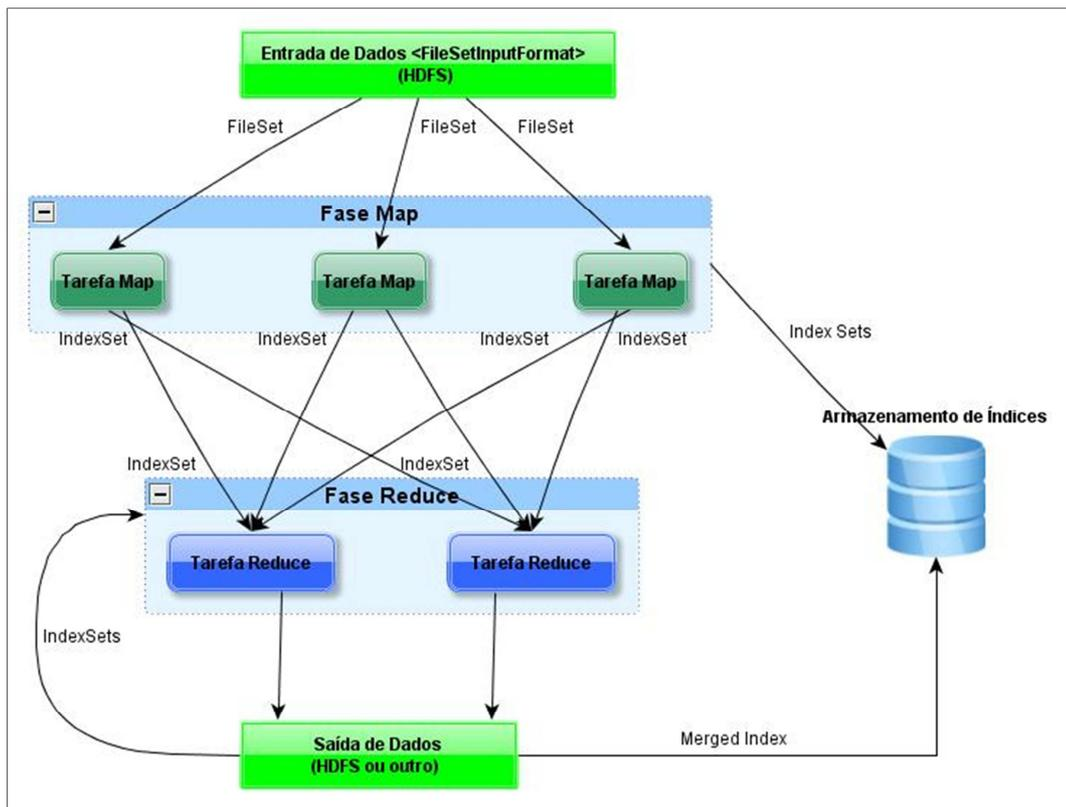 Entrada de Dados <FileSetInputFormat>
(HDFS)
FileSet
FileSet
FileSet
Fase Map
Tarefa Map
Tarefa Map
Tarefa Map
IndexSet
IndexSet
IndexSet
IndexSet
Index Sets
Armazenamento de Índices
IndexSet
IndexSet
Fase Reduce
Tarefa Reduce
Tarefa Reduce
IndexSets
Saída de Dados
(HDFS ou outro)
Merged Index